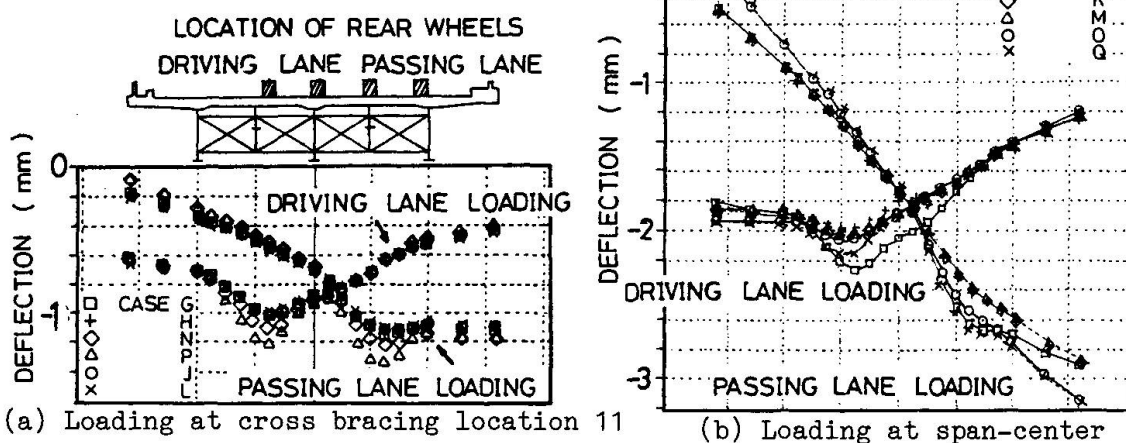 LOCATION OF REAR WHEELS
DRIVING LANE PASSING LANE
DEFLECTION (mm)
0
-1
DRIVING LANE LOADING
□ CASE G
+ H
◇ N
△ P
○ J
× L
PASSING LANE LOADING
(a) Loading at cross bracing location 11
DEFLECTION (mm)
-1
-2
-3
◇
△ M
○ O
× Q
DRIVING LANE LOADING
PASSING LANE LOADING
(b) Loading at span-center